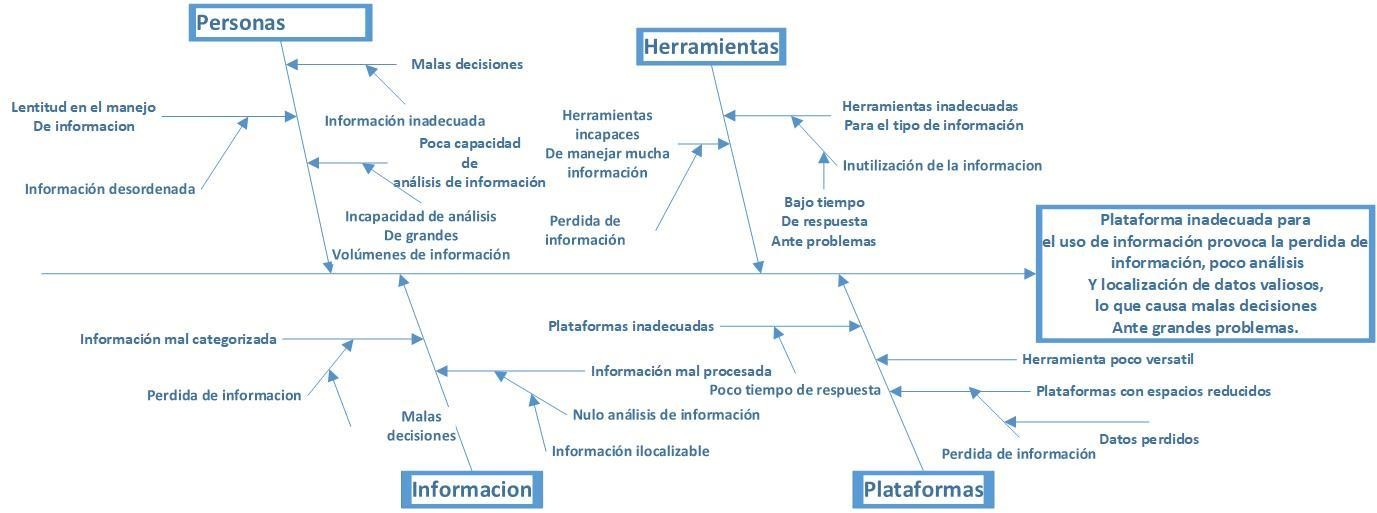 Personas
Malas decisiones
Información inadecuada
Lentitud en el manejo
De informacion
Información desordenada
Poca capacidad
de
análisis de información
Incapacidad de análisis
De grandes
Volúmenes de información
Herramientas
Herramientas
incapaces
De manejar mucha
información
Perdida de
información
Herramientas inadecuadas
Para el tipo de información
Inutilización de la informacion
Bajo tiempo
De respuesta
Ante problemas
Plataforma inadecuada para
el uso de información provoca la perdida de
información, poco análisis
Y localización de datos valiosos,
lo que causa malas decisiones
Ante grandes problemas.
Información mal categorizada
Perdida de informacion
Malas
decisiones
Información mal procesada
Nulo análisis de información
Información ilocalizable
Informacion
Plataformas inadecuadas
Poco tiempo de respuesta
Herramienta poco versatil
Plataformas con espacios reducidos
Datos perdidos
Perdida de información
Plataformas